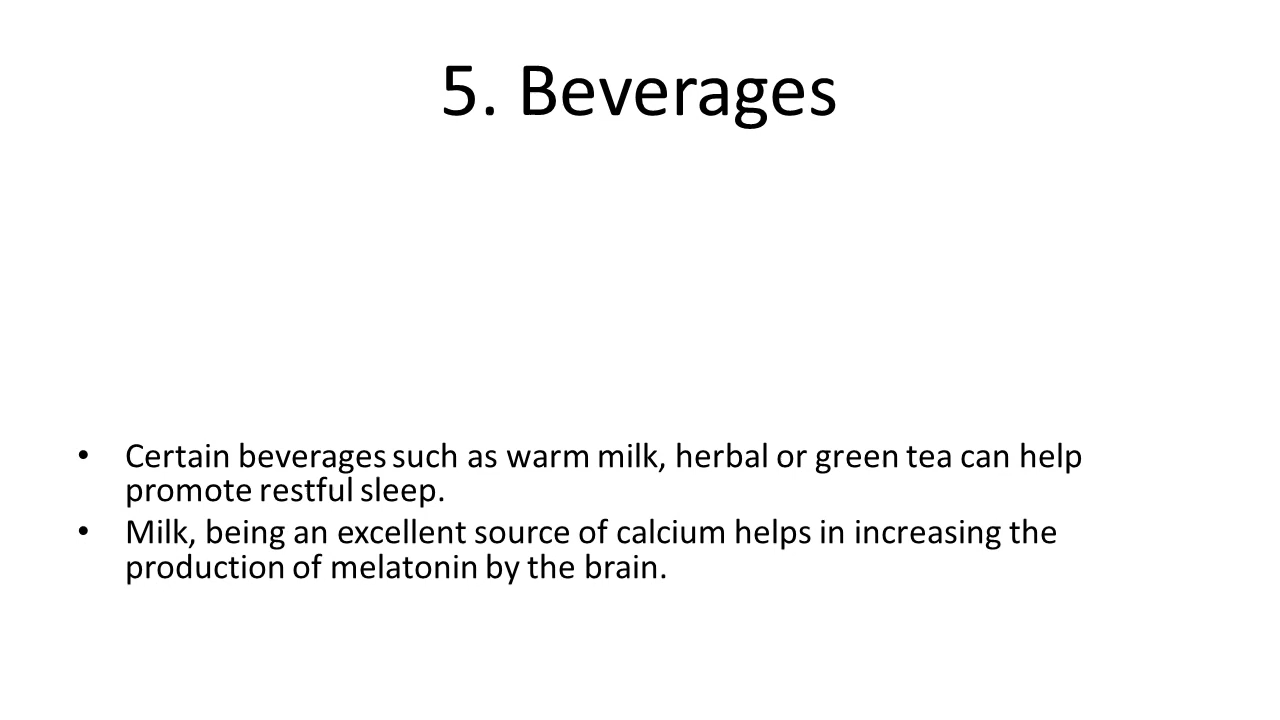 5. Beverages
• Certain beverages such as warm milk, herbal or green tea can help
promote restful sleep.
• Milk, being an excellent source of calcium helps in increasing the
production of melatonin by the brain.